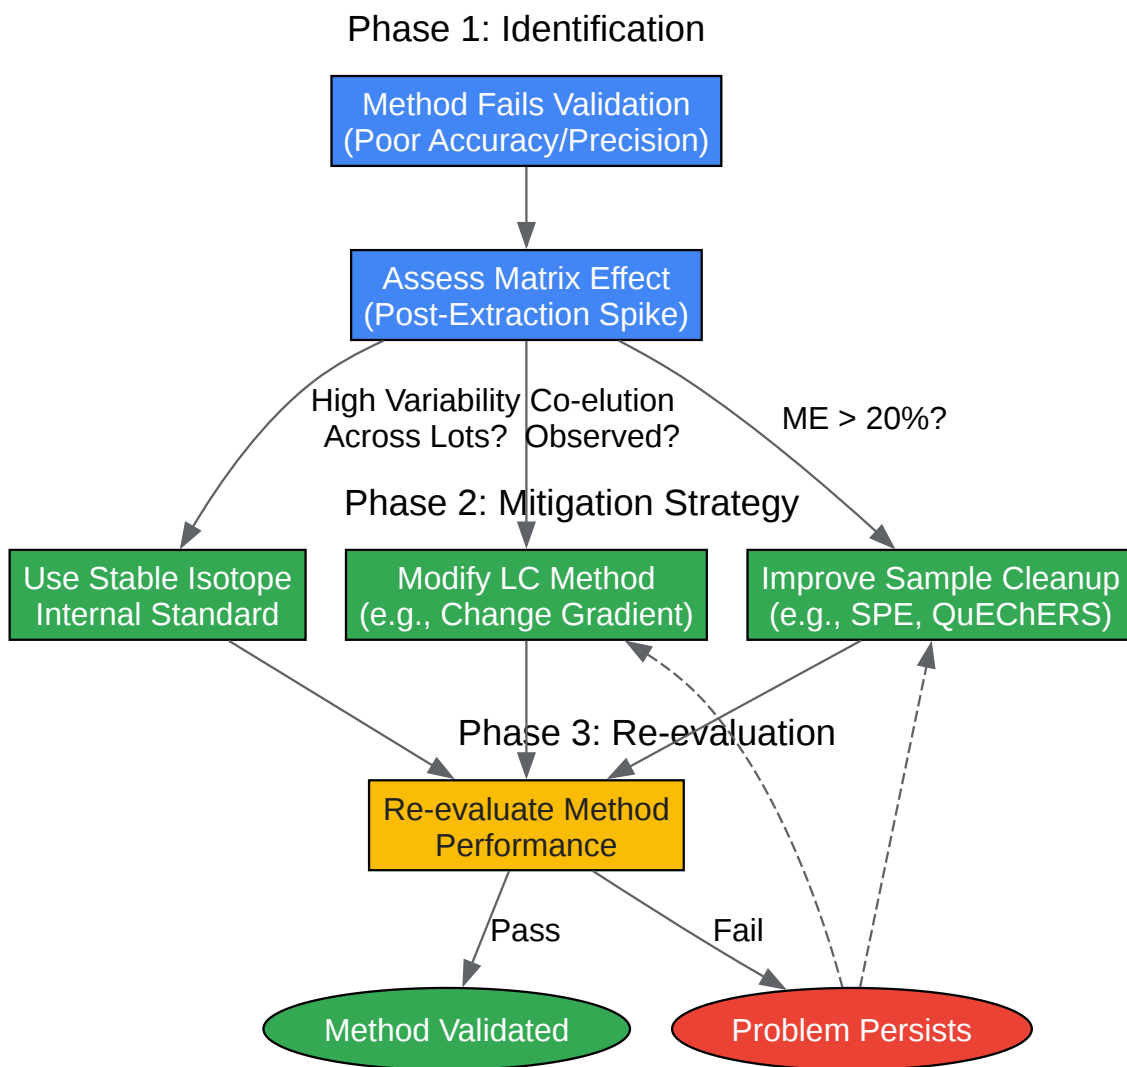 Phase 1: Identification
Method Fails Validation
(Poor Accuracy/Precision)
Assess Matrix Effect
(Post-Extraction Spike)
High Variability
Across Lots?
Co-elution
Observed?
ME > 20%?
Phase 2: Mitigation Strategy
Use Stable Isotope
Internal Standard
Modify LC Method
(e.g., Change Gradient)
Improve Sample Cleanup
(e.g., SPE, QuEChERS)
Phase 3: Re-evaluation
Re-evaluate Method
Performance
Pass
Fail
Method Validated
Problem Persists